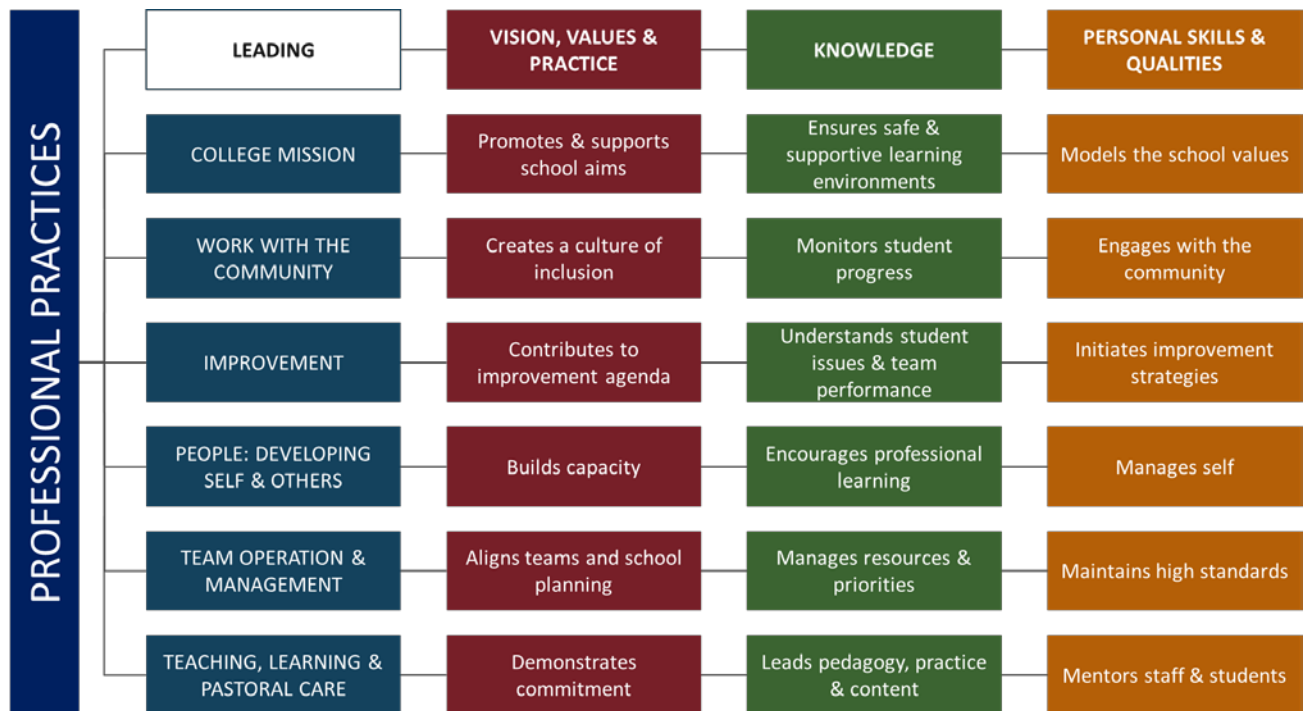 PROFESSIONAL PRACTICES
LEADING
VISION, VALUES &
PRACTICE
KNOWLEDGE
PERSONAL SKILLS &
QUALITIES
COLLEGE MISSION
Promotes & supports
school aims
Ensures safe &
supportive learning
environments
Models the school values
WORK WITH THE
COMMUNITY
Creates a culture of
inclusion
Monitors student
progress
Engages with the
community
IMPROVEMENT
Contributes to
improvement agenda
Understands student
issues & team
performance
Initiates improvement
strategies
PEOPLE: DEVELOPING
SELF & OTHERS
Builds capacity
Encourages professional
learning
Manages self
TEAM OPERATION &
MANAGEMENT
Aligns teams and school
planning
Manages resources &
priorities
Maintains high standards
TEACHING, LEARNING &
PASTORAL CARE
Demonstrates
commitment
Leads pedagogy, practice
& content
Mentors staff & students